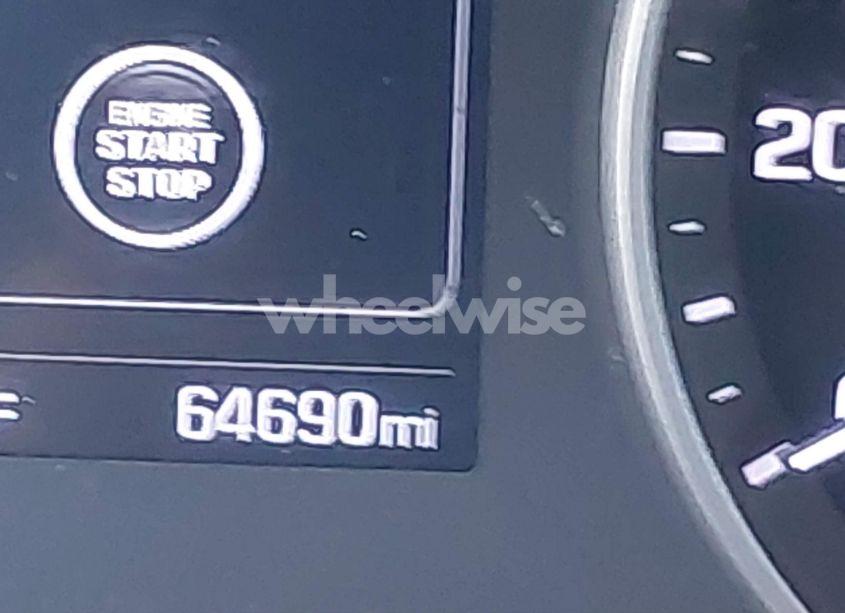 ENGINE
START
STOP
20
wheelwise
64690mi